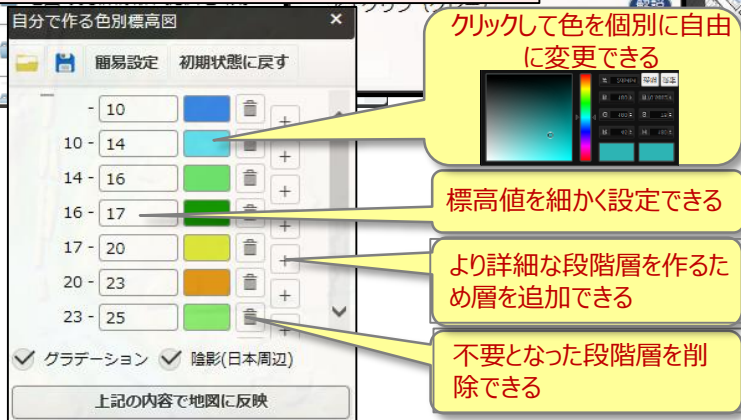 自分で作る色別標高図 ×
簡易設定 初期状態に戻す
- 10
10 - 14
14 - 16
16 - 17
17 - 20
20 - 23
23 - 25
グラデーション 陰影(日本周辺)
上記の内容で地図に反映
クリックして色を個別に自由
に変更できる
標高値を細かく設定できる
より詳細な段階層を作るた
め層を追加できる
不要となった段階層を削
除できる